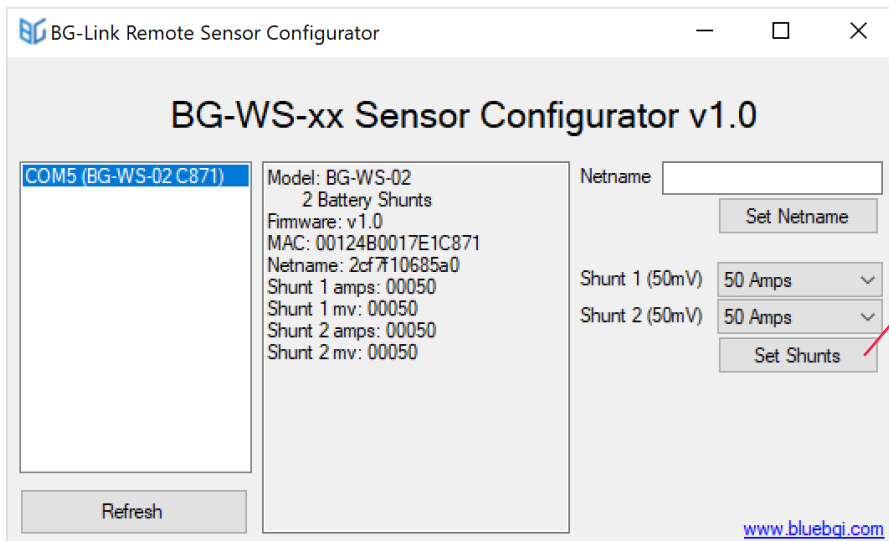 BG-Link Remote Sensor Configurator
BG-WS-xx Sensor Configurator v1.0
COM5 (BG-WS-02 C871)
Refresh
Model: BG-WS-02
2 Battery Shunts
Firmware: v1.0
MAC: 00124B0017E1C871
Netname: 2cf7f10685a0
Shunt 1 amps: 00050
Shunt 1 mv: 00050
Shunt 2 amps: 00050
Shunt 2 mv: 00050
Netname
Set Netname
Shunt 1 (50mV) 50 Amps
Shunt 2 (50mV) 50 Amps
Set Shunts
www.bluebqi.com